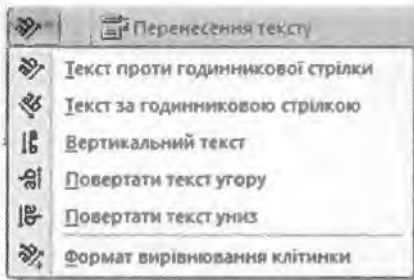 Перенесення тексту
Текст проти годинникової стрілки
Текст за годинниковою стрілкою
Вертикальний текст
Повертати текст угору
Повертати текст униз
Формат вирівнювання клітинки